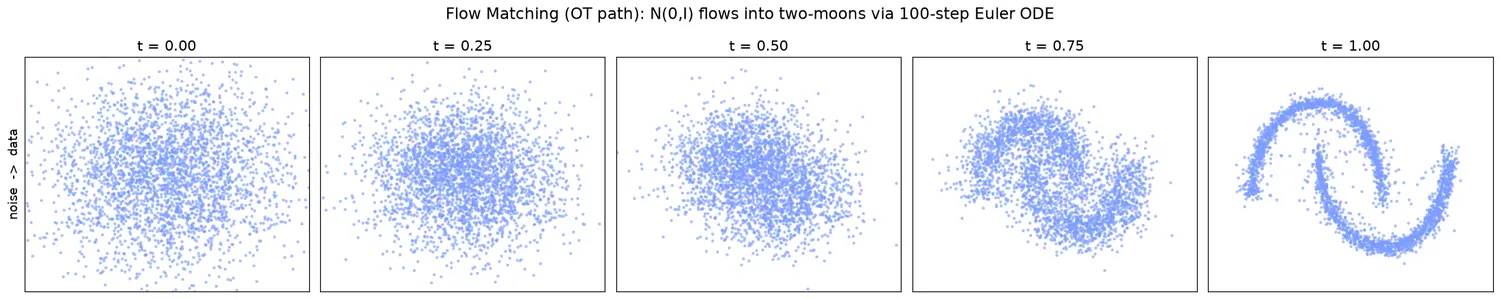 Flow Matching (OT path): N(0,I) flows into two-moons via 100-step Euler ODE
t = 0.00
t = 0.25
t = 0.50
t = 0.75
t = 1.00
noise -> data